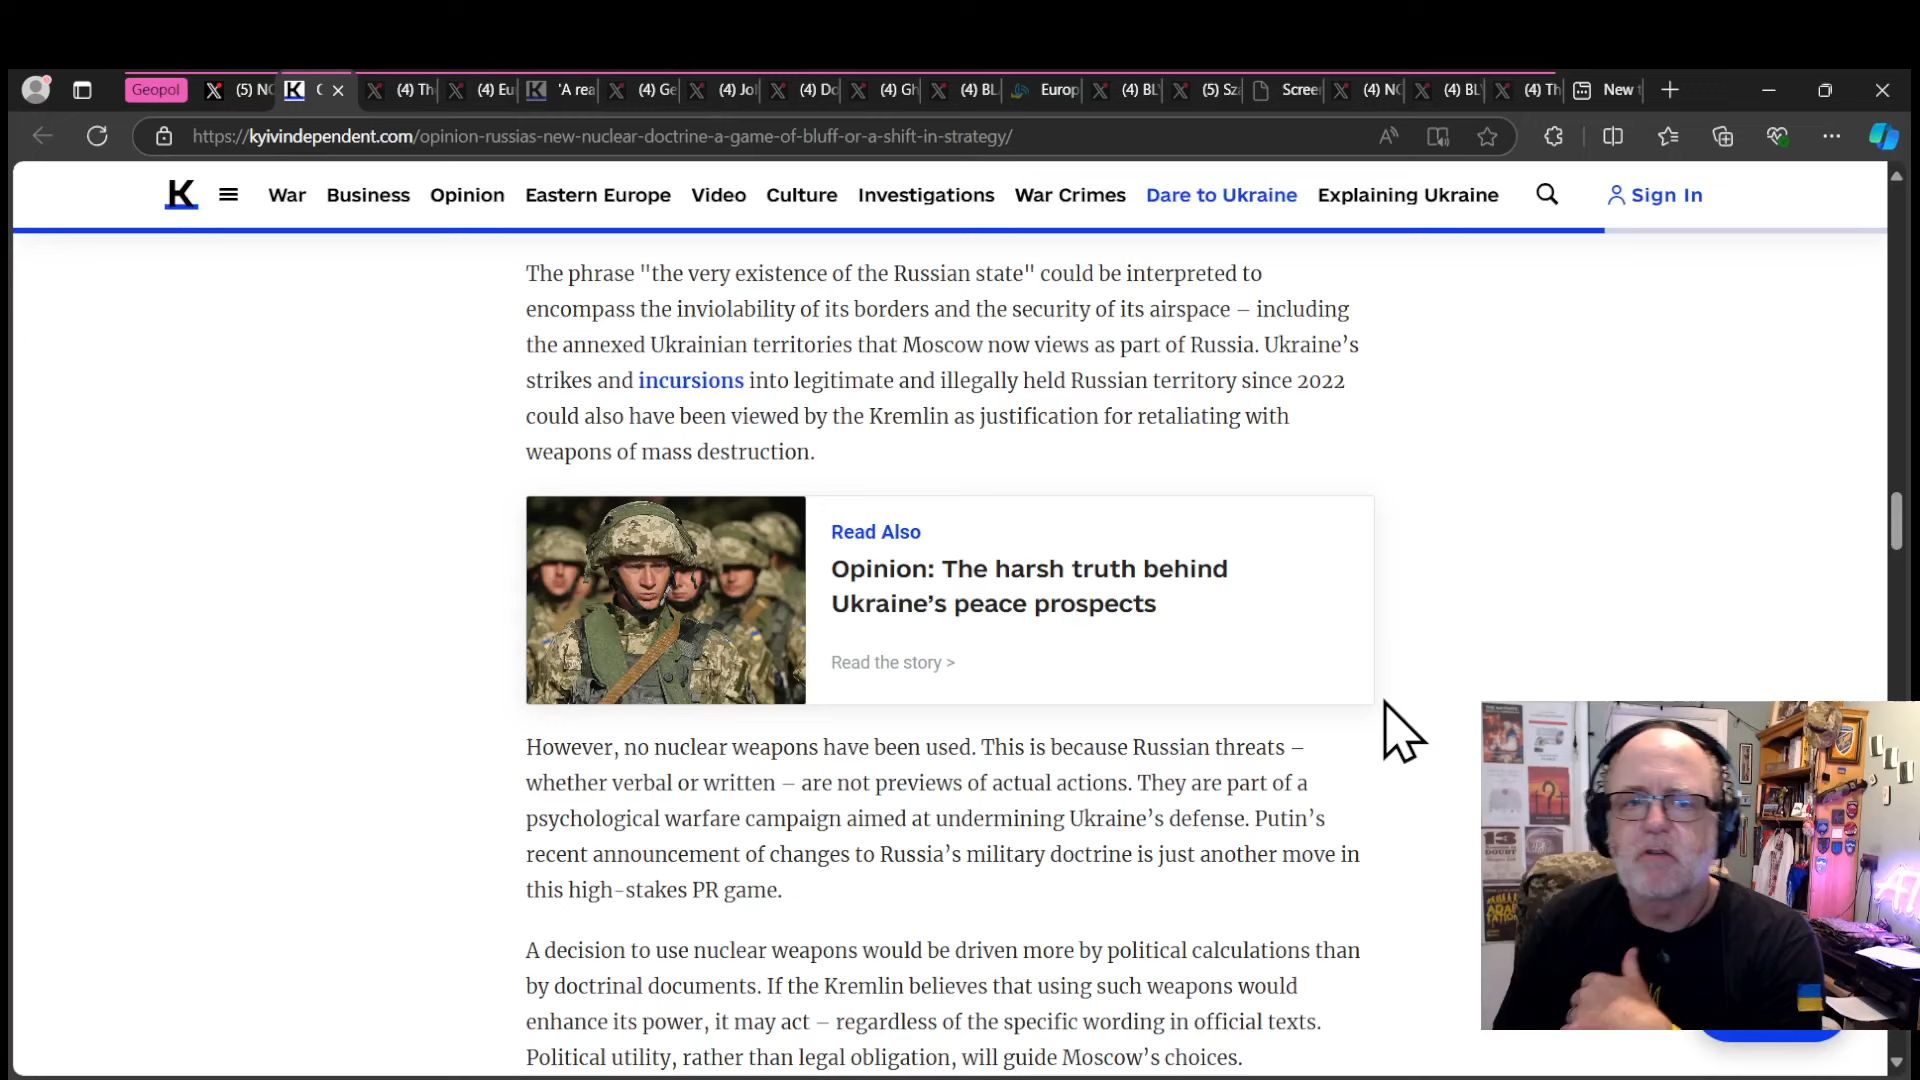 Geopol
(5) NC
C
(4) Th
(4) Eu
'A rea
(4) Ge
(4) Jo
(4) Do
(4) Gh
(4) BL
Europ
(4) BL
(5) Sz
Scree
(4) NC
(4) BL
(4) Th
New t
https://kyivindependent.com/opinion-russias-new-nuclear-doctrine-a-game-of-bluff-or-a-shift-in-strategy/
K War Business Opinion Eastern Europe Video Culture Investigations War Crimes Dare to Ukraine Explaining Ukraine Sign In
The phrase "the very existence of the Russian state" could be interpreted to
encompass the inviolability of its borders and the security of its airspace – including
the annexed Ukrainian territories that Moscow now views as part of Russia. Ukraine's
strikes and incursions into legitimate and illegally held Russian territory since 2022
could also have been viewed by the Kremlin as justification for retaliating with
weapons of mass destruction.
Read Also
Opinion: The harsh truth behind
Ukraine's peace prospects
Read the story >
However, no nuclear weapons have been used. This is because Russian threats –
whether verbal or written – are not previews of actual actions. They are part of a
psychological warfare campaign aimed at undermining Ukraine's defense. Putin's
recent announcement of changes to Russia's military doctrine is just another move in
this high-stakes PR game.
A decision to use nuclear weapons would be driven more by political calculations than
by doctrinal documents. If the Kremlin believes that using such weapons would
enhance its power, it may act – regardless of the specific wording in official texts.
Political utility, rather than legal obligation, will guide Moscow's choices.
13
DOUBT